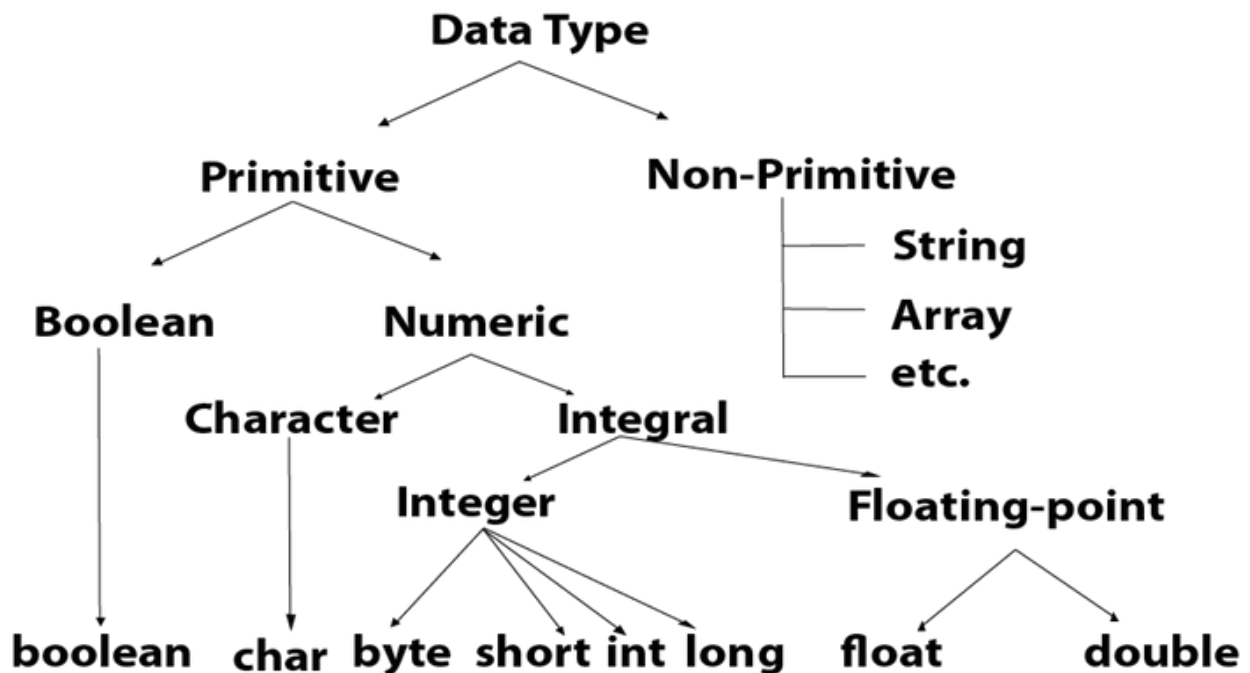 Data Type
Primitive
Non-Primitive
String
Array
etc.
Boolean
Numeric
Character
Integral
Integer
Floating-point
boolean
char
byte
short
int
long
float
double